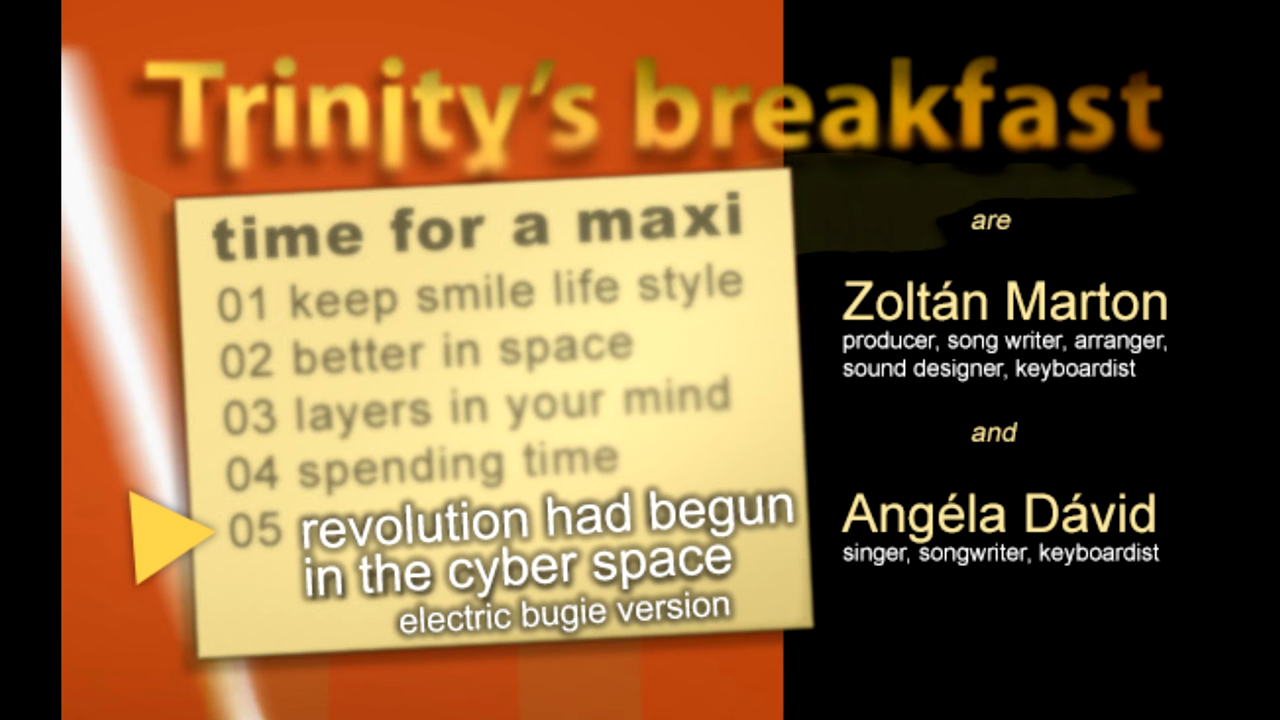 Trinity's breakfast
time for a maxi
01 keep smile life style
02 better in space
03 layers in your mind
04 spending time
05 revolution had begun
in the cyber space
electric bugie version
are
Zoltán Marton
producer, song writer, arranger,
sound designer, keyboardist
and
Angéla Dávid
singer, songwriter, keyboardist